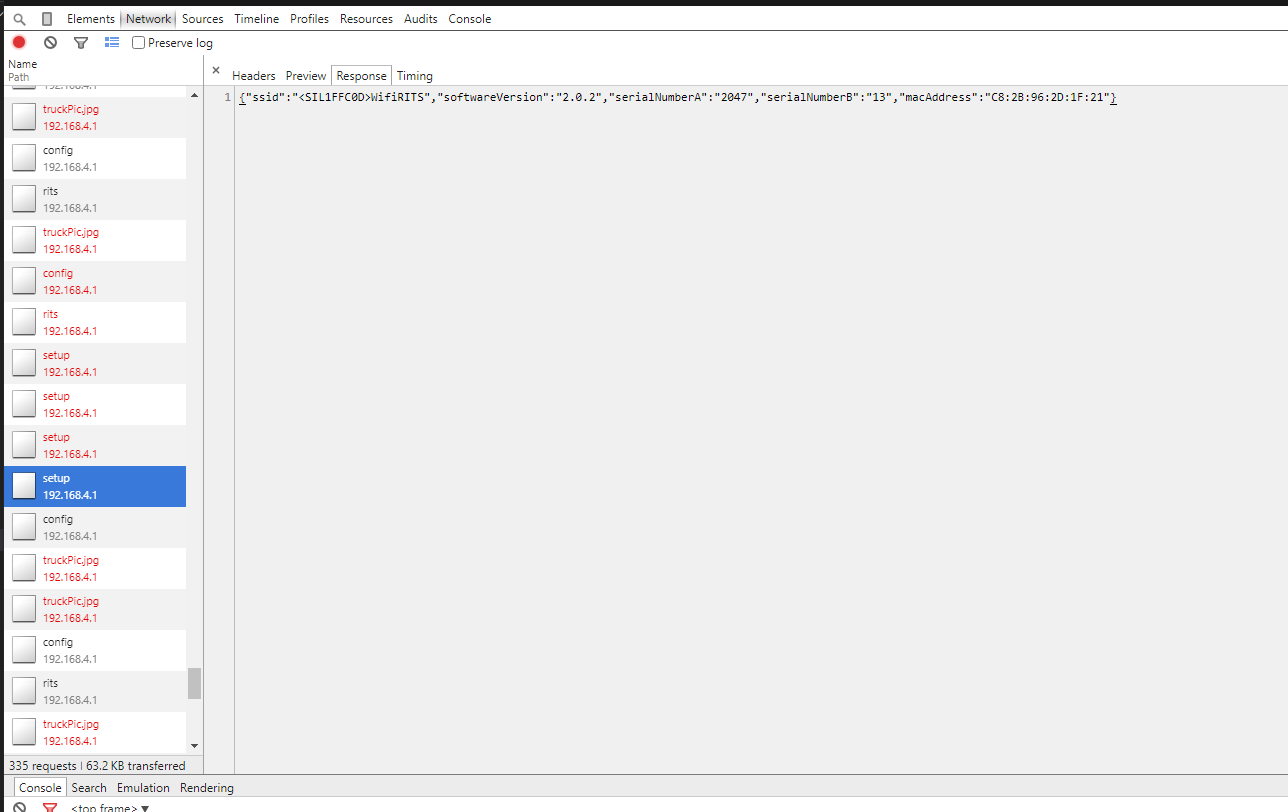 Elements Network Sources Timeline Profiles Resources Audits Console
Preserve log
Name
Path
Headers Preview Response Timing
1 {"ssid":"<SIL1FFC0D>WifiRITS","softwareVersion":"2.0.2","serialNumberA":"2047","serialNumberB":"13","macAddress":"C8:2B:96:2D:1F:21"}
192.168.4.1
truckPic.jpg
192.168.4.1
config
192.168.4.1
rits
192.168.4.1
truckPic.jpg
192.168.4.1
config
192.168.4.1
rits
192.168.4.1
setup
192.168.4.1
setup
192.168.4.1
setup
192.168.4.1
setup
192.168.4.1
config
192.168.4.1
truckPic.jpg
192.168.4.1
truckPic.jpg
192.168.4.1
config
192.168.4.1
rits
192.168.4.1
truckPic.jpg
192.168.4.1
335 requests | 63.2 KB transferred
Console Search Emulation Rendering
<top frame> ▼